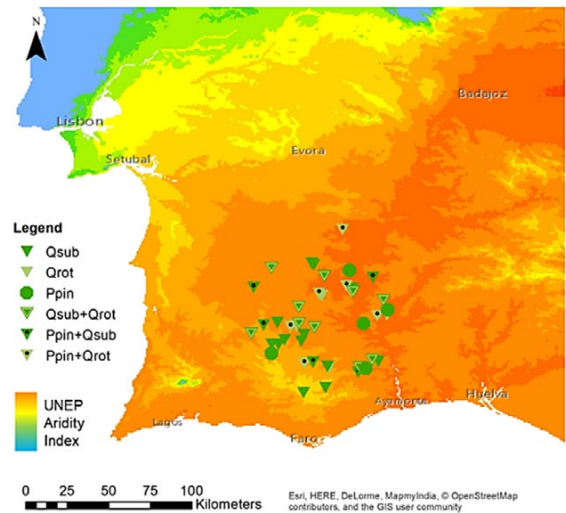 N
Lisbon
Setubal
Evora
Badajoz
Legend
Qsub
Qrot
Ppin
Qsub+Qrot
Ppin+Qsub
Ppin+Qrot
UNEP
Aridity
Index
Lagos
Faro
Ayamonte
Huelva
0 25 50 75 100
Kilometers
Esri, HERE, DeLorme, MapmyIndia, © OpenStreetMap
contributors, and the GIS user community